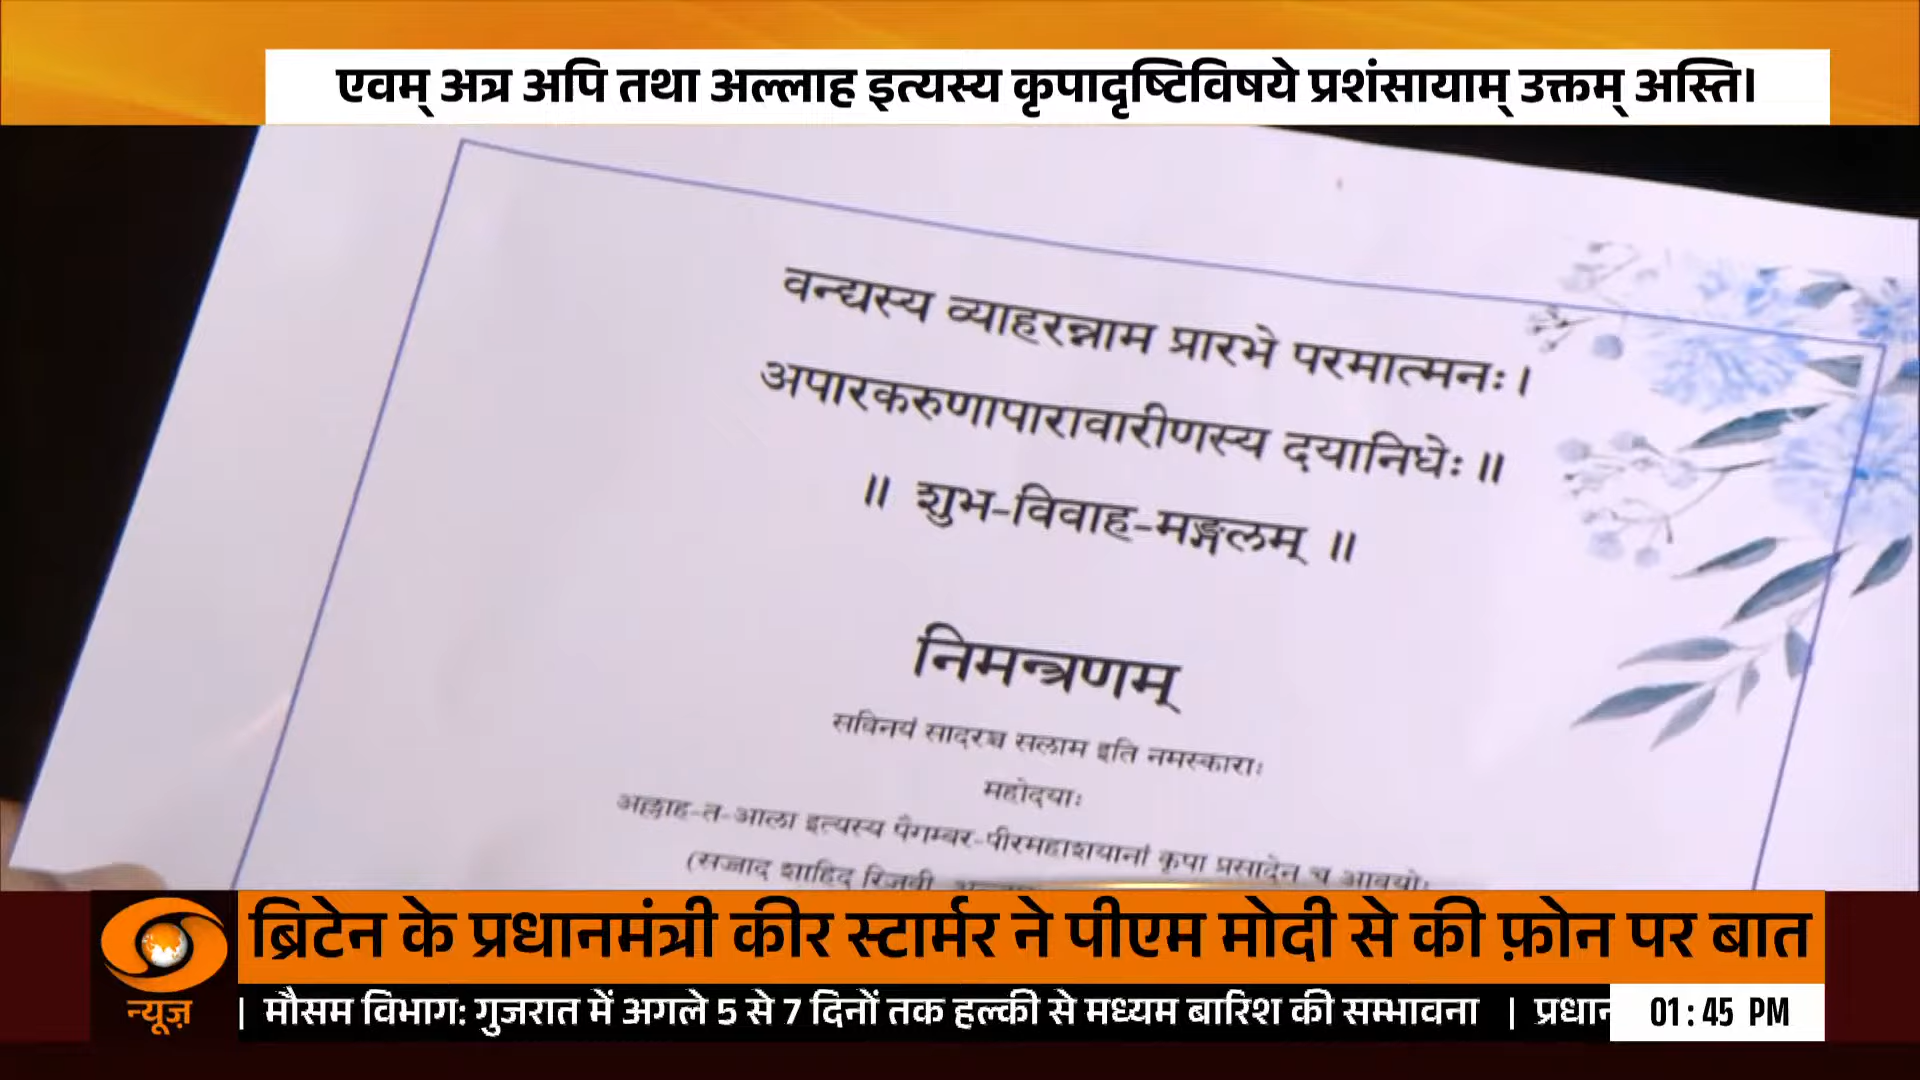 एवम् अत्र अपि तथा अल्लाह इत्यस्य कृपादृष्टिविषये प्रशंसायाम् उक्तम् अस्ति।
वन्द्यस्य व्याहरन्नाम प्रारभे परमात्मनः।
अपारकरुणापारावारीणस्य दयानिधेः॥
॥ शुभ-विवाह-मङ्गलम् ॥
निमन्त्रणम्
सविनयं सादरञ्च सलाम इति नमस्काराः
महोदयाः
अल्लाह-त-आला इत्यस्य पैगम्बर-पीरमहाशयानां कृपा प्रसादेन च आवयोः
(सज्जाद शाहिद रिजवी,
ब्रिटेन के प्रधानमंत्री कीर स्टार्मर ने पीएम मोदी से की फ़ोन पर बात
न्यूज़
| मौसम विभाग: गुजरात में अगले 5 से 7 दिनों तक हल्की से मध्यम बारिश की सम्भावना | प्रधान
01:45 PM